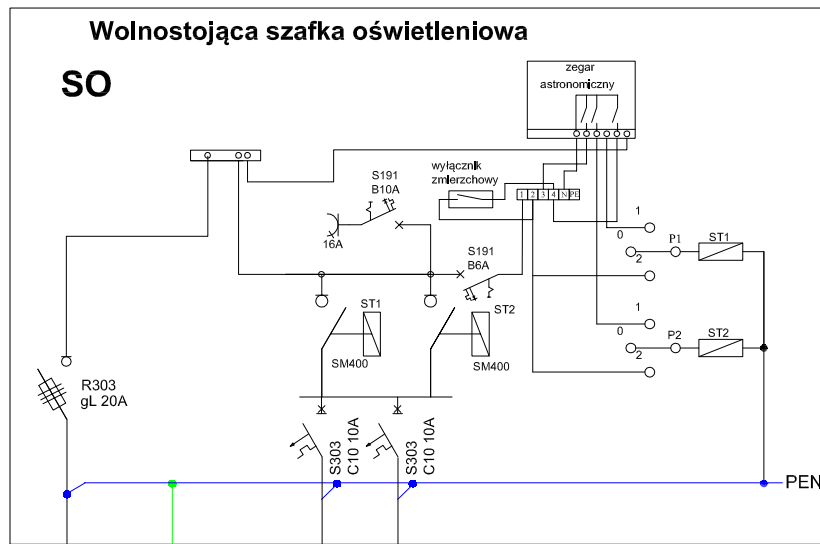 Wolnostojąca szafka oświetleniowa
SO
zegar
astronomiczny
wyłącznik
zmierzchowy
1 2 3 4 N PE
S191
B10A
16A
S191
B6A
1
0
2
P1
ST1
1
0
2
P2
ST2
ST1
SM400
ST2
SM400
R303
gL 20A
S303
C10 10A
S303
C10 10A
PEN